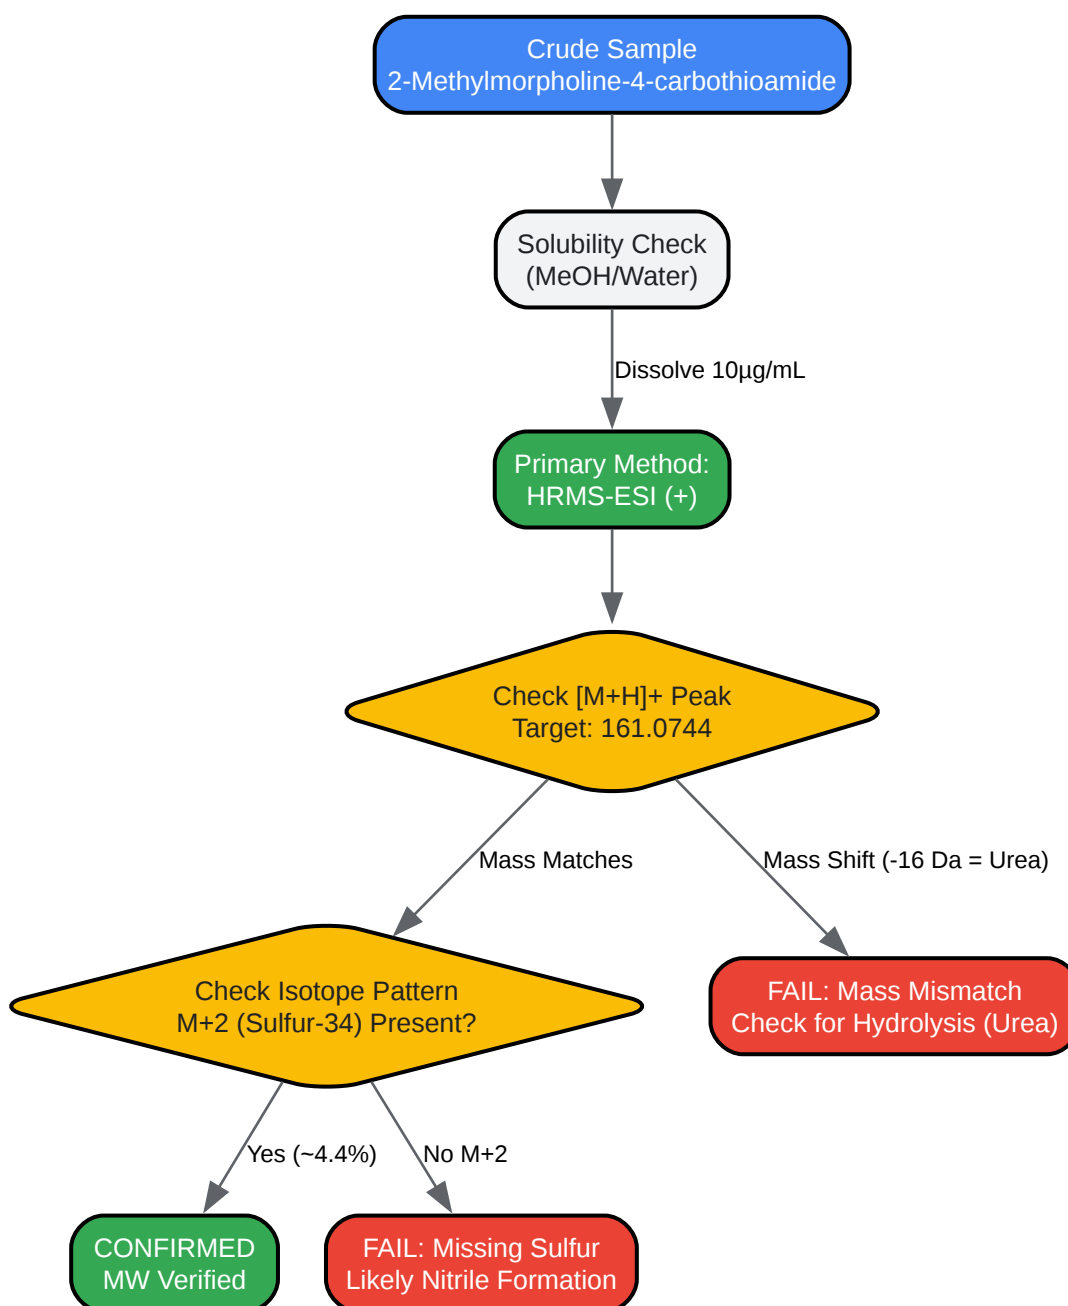 Crude Sample
2-Methylmorpholine-4-carbothioamide
Solubility Check
(MeOH/Water)
Dissolve 10µg/mL
Primary Method:
HRMS-ESI (+)
Check [M+H]+ Peak
Target: 161.0744
Mass Matches
Mass Shift (-16 Da = Urea)
Check Isotope Pattern
M+2 (Sulfur-34) Present?
FAIL: Mass Mismatch
Check for Hydrolysis (Urea)
Yes (~4.4%)
No M+2
CONFIRMED
MW Verified
FAIL: Missing Sulfur
Likely Nitrile Formation